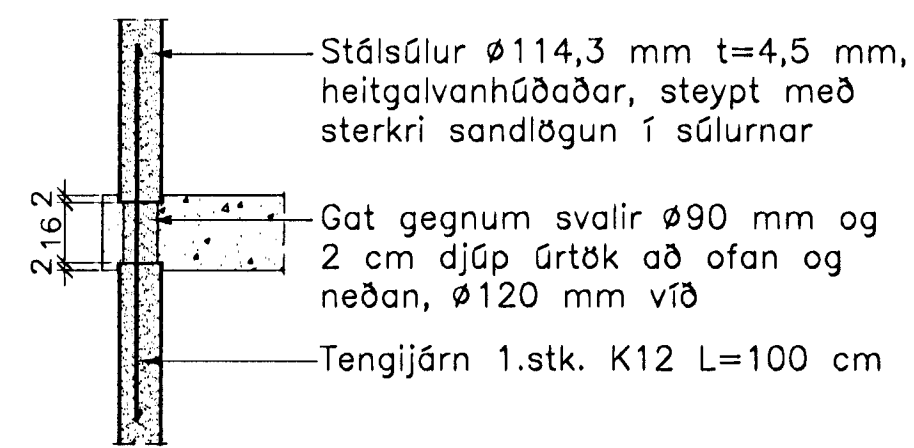 Stálsúlur ø114,3 mm t=4,5 mm,
heitgalvanhúðaðar, steypt með
sterkri sandlögun í súlurnar
2
16
2
Gat gegnum svalir ø90 mm og
2 cm djúp úrtök að ofan og
neðan, ø120 mm víð
Tengijárn 1.stk. K12 L=100 cm